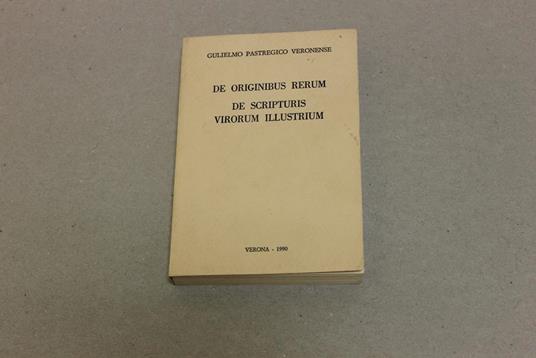 GULIELMO PASTREGICO VERONENSE
DE ORIGINIBUS RERUM
DE SCRIPTURIS
VIRORUM ILLUSTRIUM
VERONA - 1990